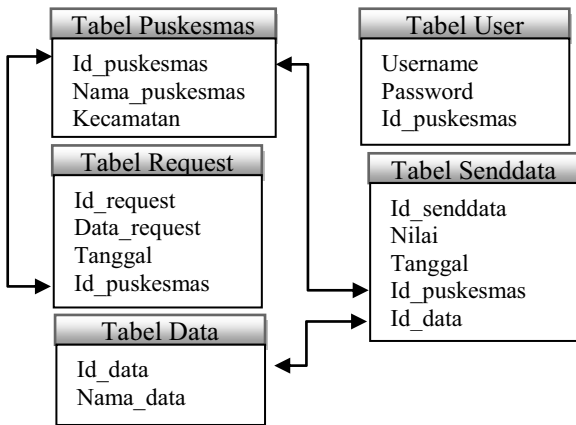 Tabel Puskesmas
Id_puskesmas
Nama_puskesmas
Kecamatan
Tabel User
Username
Password
Id_puskesmas
Tabel Request
Id_request
Data_request
Tanggal
Id_puskesmas
Tabel Senddata
Id_senddata
Nilai
Tanggal
Id_puskesmas
Id_data
Tabel Data
Id_data
Nama_data